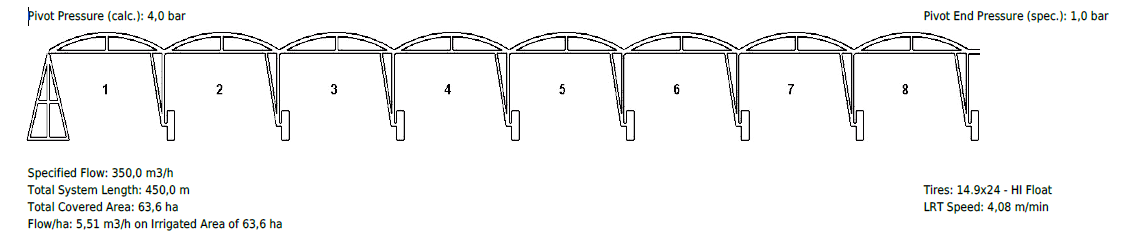 Pivot Pressure (calc.): 4,0 bar
Pivot End Pressure (spec.): 1,0 bar
1 2 3 4 5 6 7 8
Specified Flow: 350,0 m3/h
Total System Length: 450,0 m
Total Covered Area: 63,6 ha
Flow/ha: 5,51 m3/h on Irrigated Area of 63,6 ha
Tires: 14.9x24 - HI Float
LRT Speed: 4,08 m/min